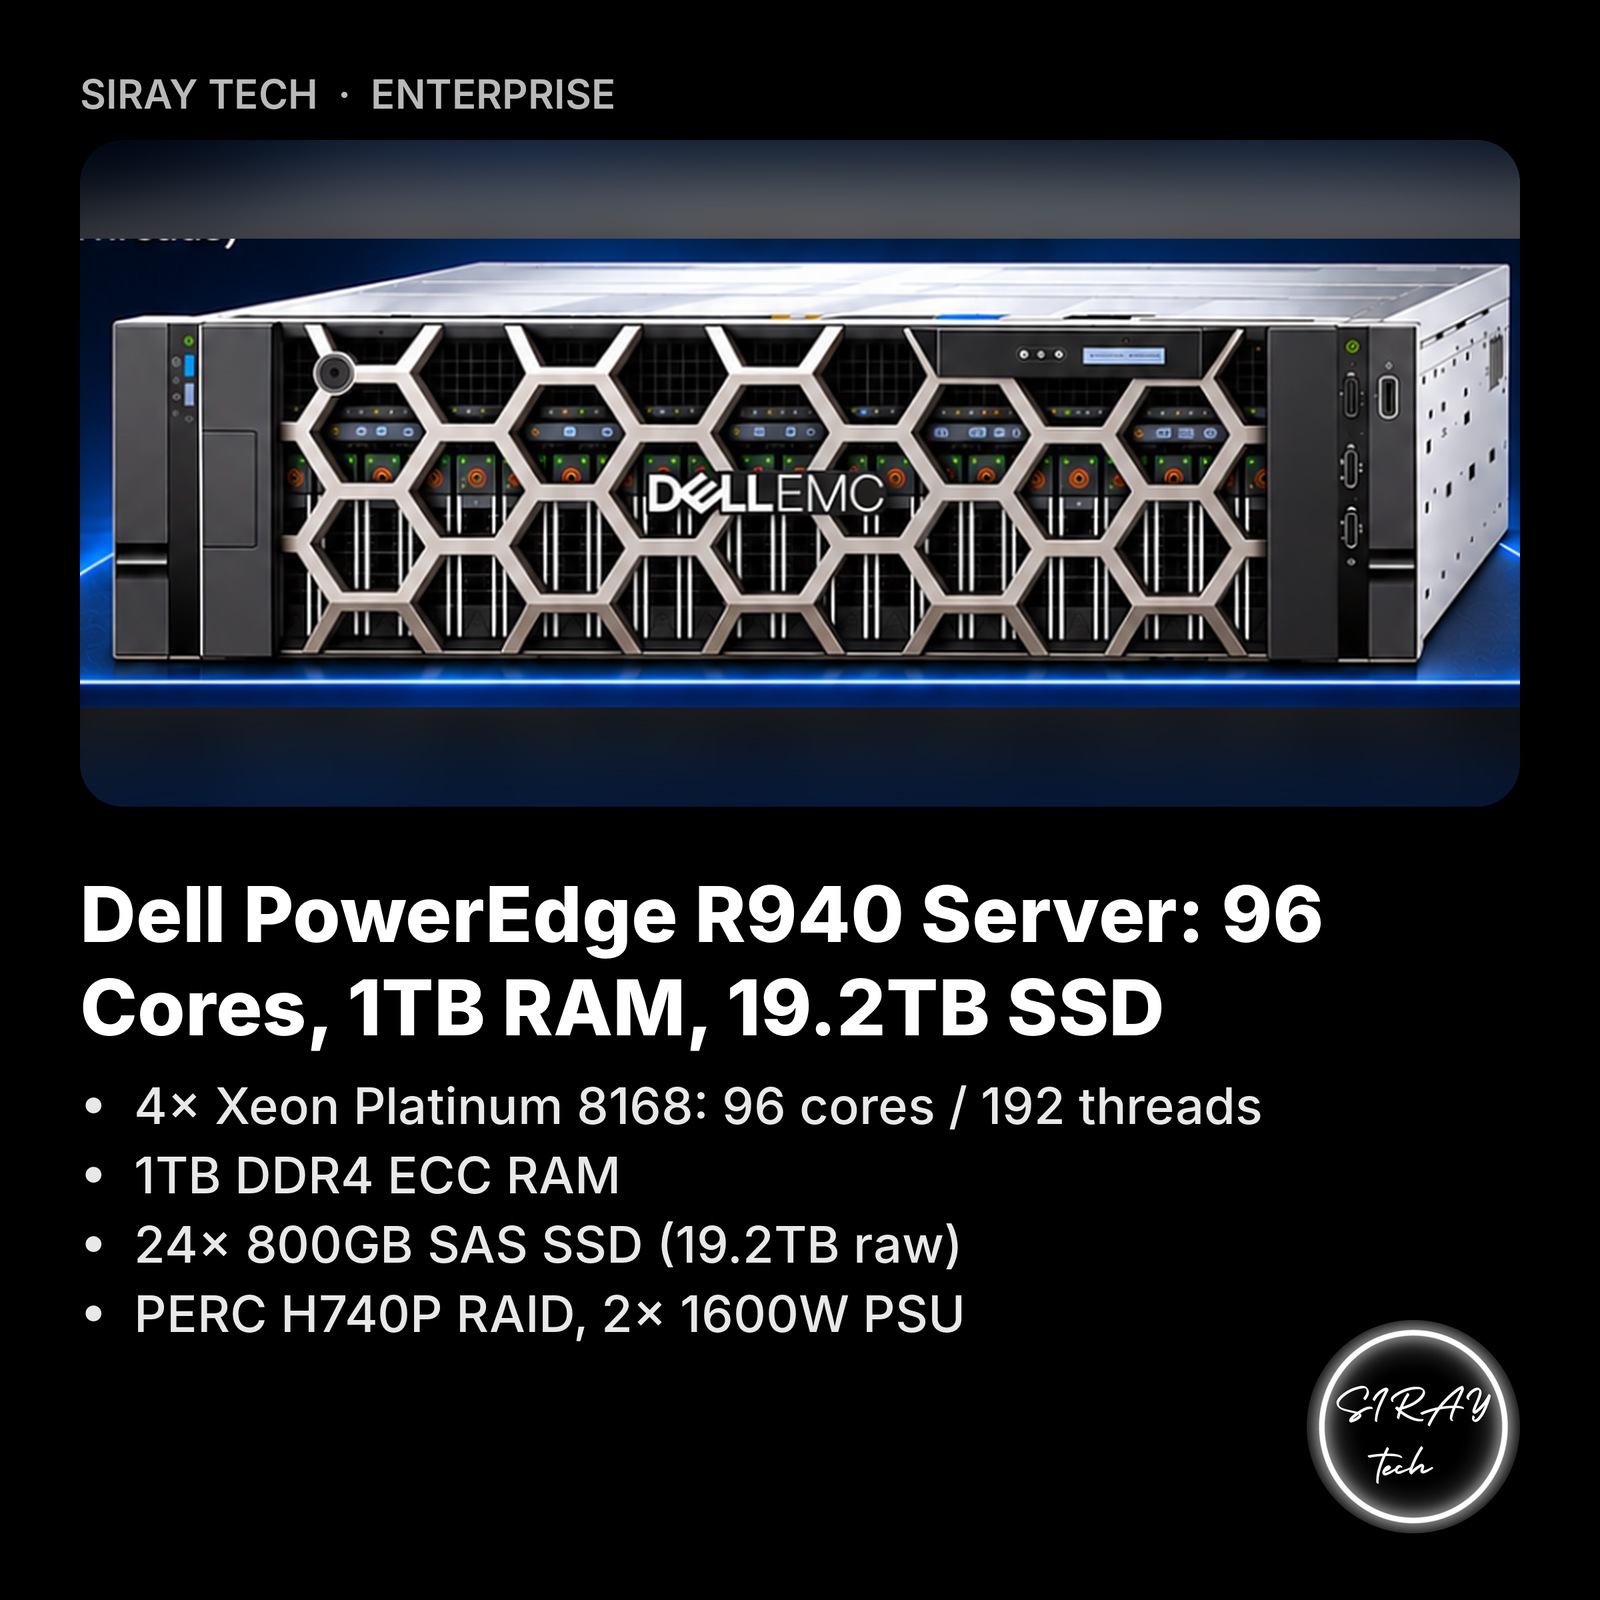 SIRAY TECH · ENTERPRISE
DELLEMC
Dell PowerEdge R940 Server: 96
Cores, 1TB RAM, 19.2TB SSD
• 4× Xeon Platinum 8168: 96 cores / 192 threads
• 1TB DDR4 ECC RAM
• 24× 800GB SAS SSD (19.2TB raw)
• PERC H740P RAID, 2× 1600W PSU
SIRAY
tech